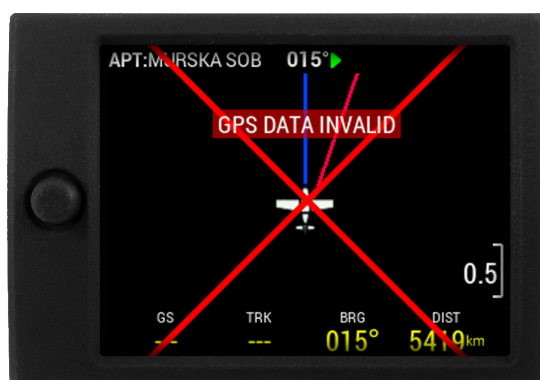 APT:MURSKA SOB 015°
GPS DATA INVALID
0.5
GS TRK BRG DIST
--- --- 015° 5419km